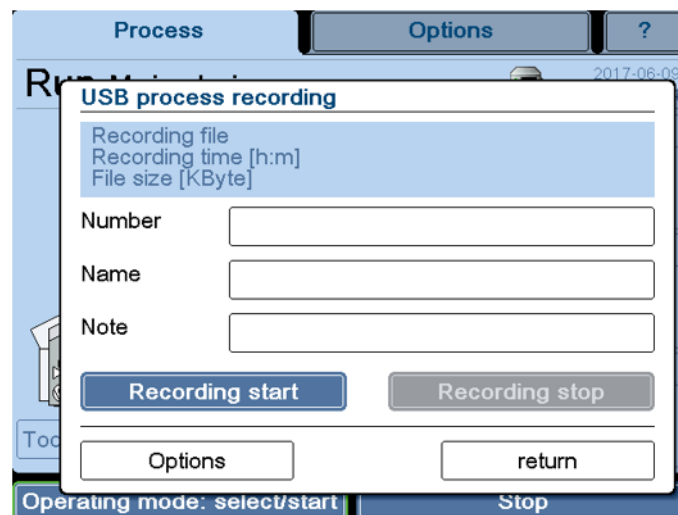 Process Options ?
2017-06-09
USB process recording
Recording file
Recording time [h:m]
File size [KByte]
Number
Name
Note
Recording start Recording stop
Options return
Operating mode: select/start Stop